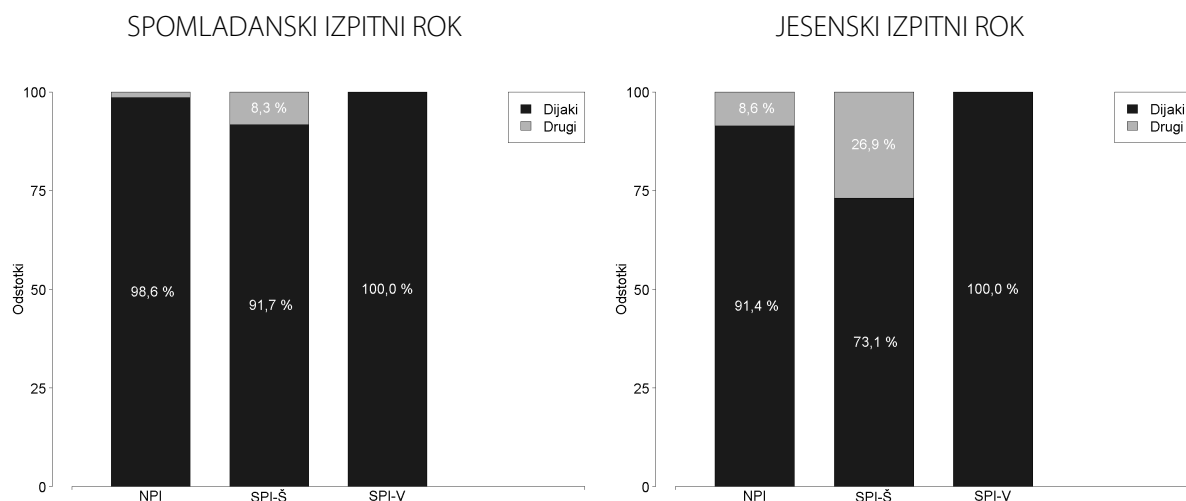 SPOMLADANSKI IZPITNI ROK
100
75
50
25
0
Odstotki
8,3 %
98,6 %
91,7 %
100,0 %
NPI
SPI-Š
SPI-V
Dijaki
Drugi
JESENSKI IZPITNI ROK
100
75
50
25
0
Odstotki
8,6 %
26,9 %
91,4 %
73,1 %
100,0 %
NPI
SPI-Š
SPI-V
Dijaki
Drugi